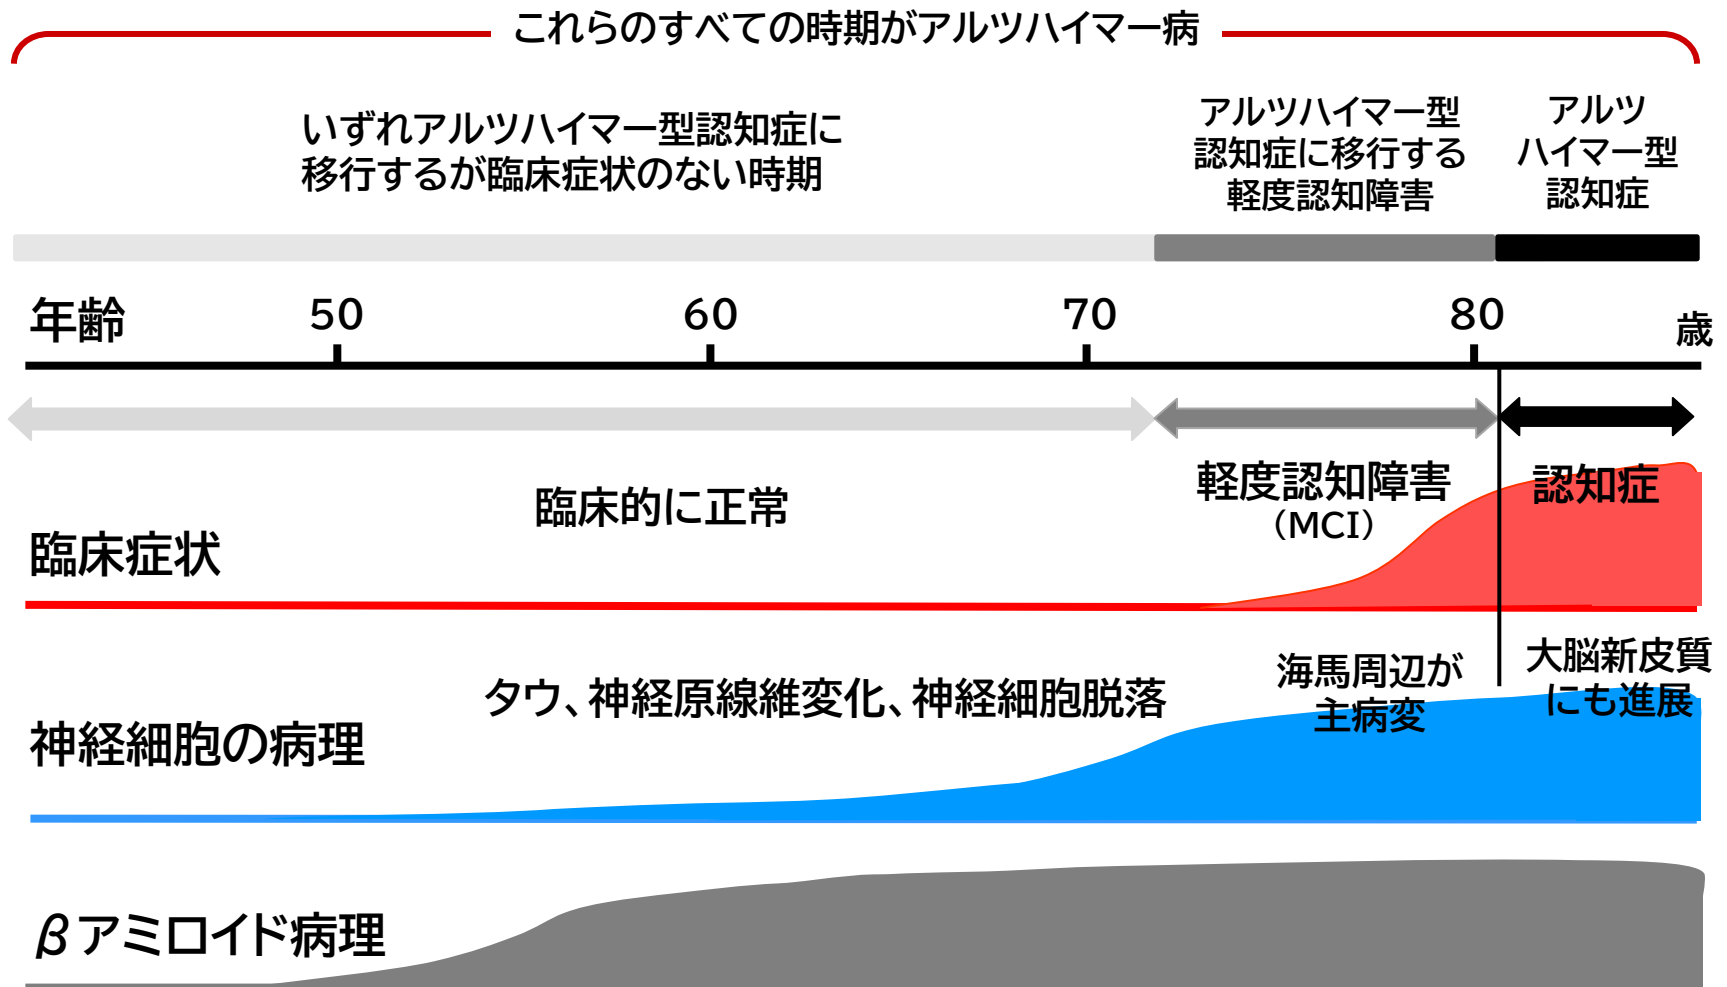 これらのすべての時期がアルツハイマー病
いずれアルツハイマー型認知症に
移行するが臨床症状のない時期
アルツハイマー型
認知症に移行する
軽度認知障害
アルツ
ハイマー型
認知症
年齢 50 60 70 80 歳
臨床的に正常
軽度認知障害
（MCI）
認知症
臨床症状
タウ、神経原線維変化、神経細胞脱落
海馬周辺が
主病変
大脳新皮質
にも進展
神経細胞の病理
βアミロイド病理